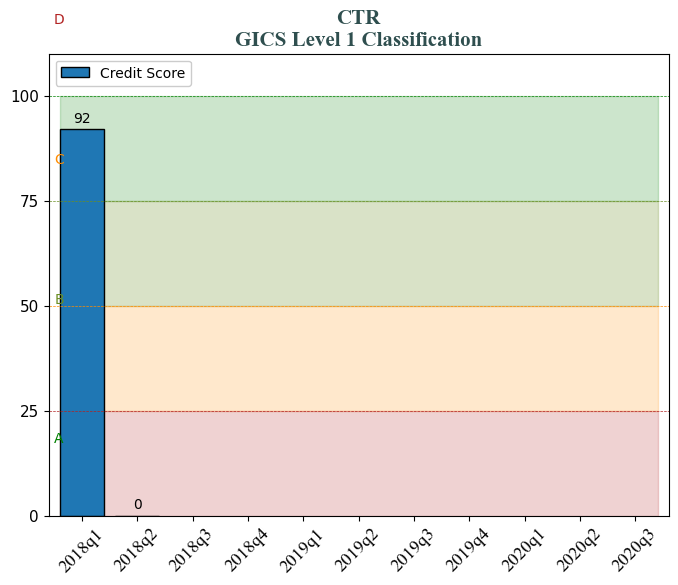 D
CTR
GICS Level 1 Classification
Credit Score
100
92
C
75
B
50
25
A
0
0
2018q1
2018q2
2018q3
2018q4
2019q1
2019q2
2019q3
2019q4
2020q1
2020q2
2020q3